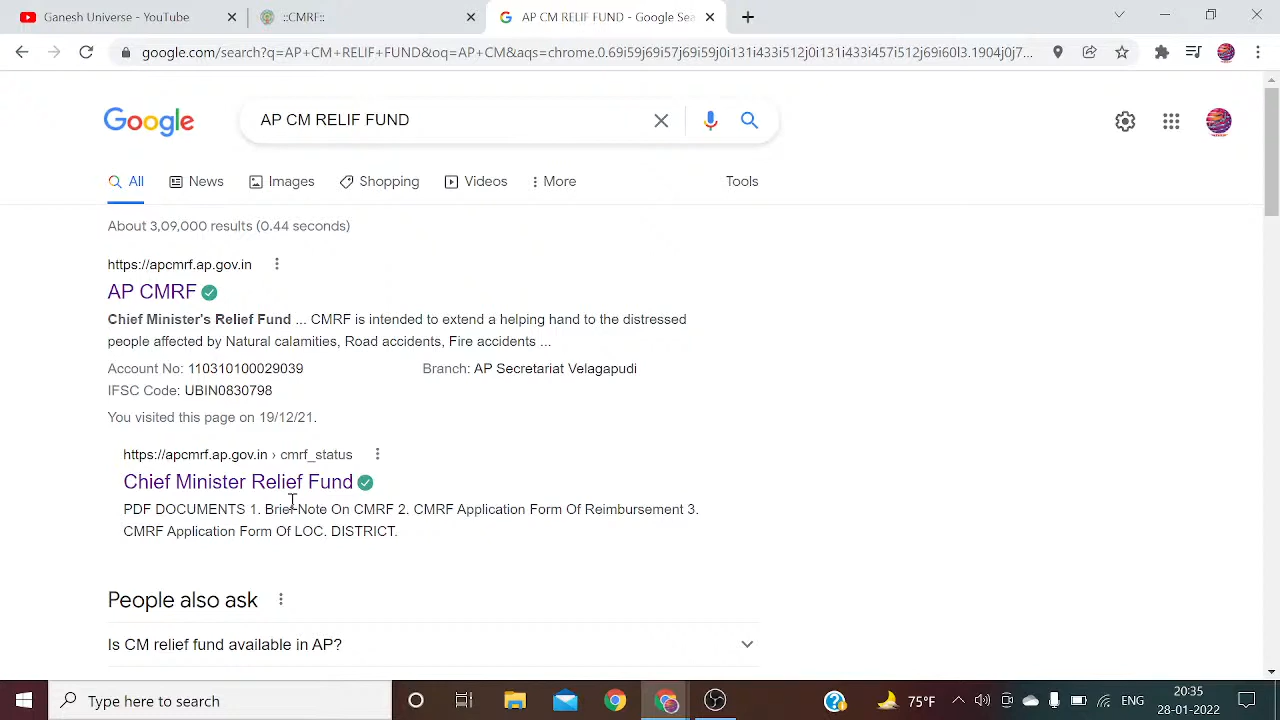 Ganesh Universe - YouTube
::CMRF::
AP CM RELIF FUND - Google Sea
google.com/search?q=AP+CM+RELIF+FUND&oq=AP+CM&aqs=chrome.0.69i59j69i57j69i59j0i131i433i512j0i131i433i457i512j69i60l3.1904j0j7...
Google
AP CM RELIF FUND
All
News
Images
Shopping
Videos
More
Tools
About 3,09,000 results (0.44 seconds)
https://apcmrf.ap.gov.in
AP CMRF
Chief Minister's Relief Fund ... CMRF is intended to extend a helping hand to the distressed
people affected by Natural calamities, Road accidents, Fire accidents ...
Account No: 110310100029039 Branch: AP Secretariat Velagapudi
IFSC Code: UBIN0830798
You visited this page on 19/12/21.
https://apcmrf.ap.gov.in › cmrf_status
Chief Minister Relief Fund
PDF DOCUMENTS 1. Brief Note On CMRF 2. CMRF Application Form Of Reimbursement 3.
CMRF Application Form Of LOC. DISTRICT.
People also ask
Is CM relief fund available in AP?
Type here to search
75°F
ENG
20:35
28-01-2022